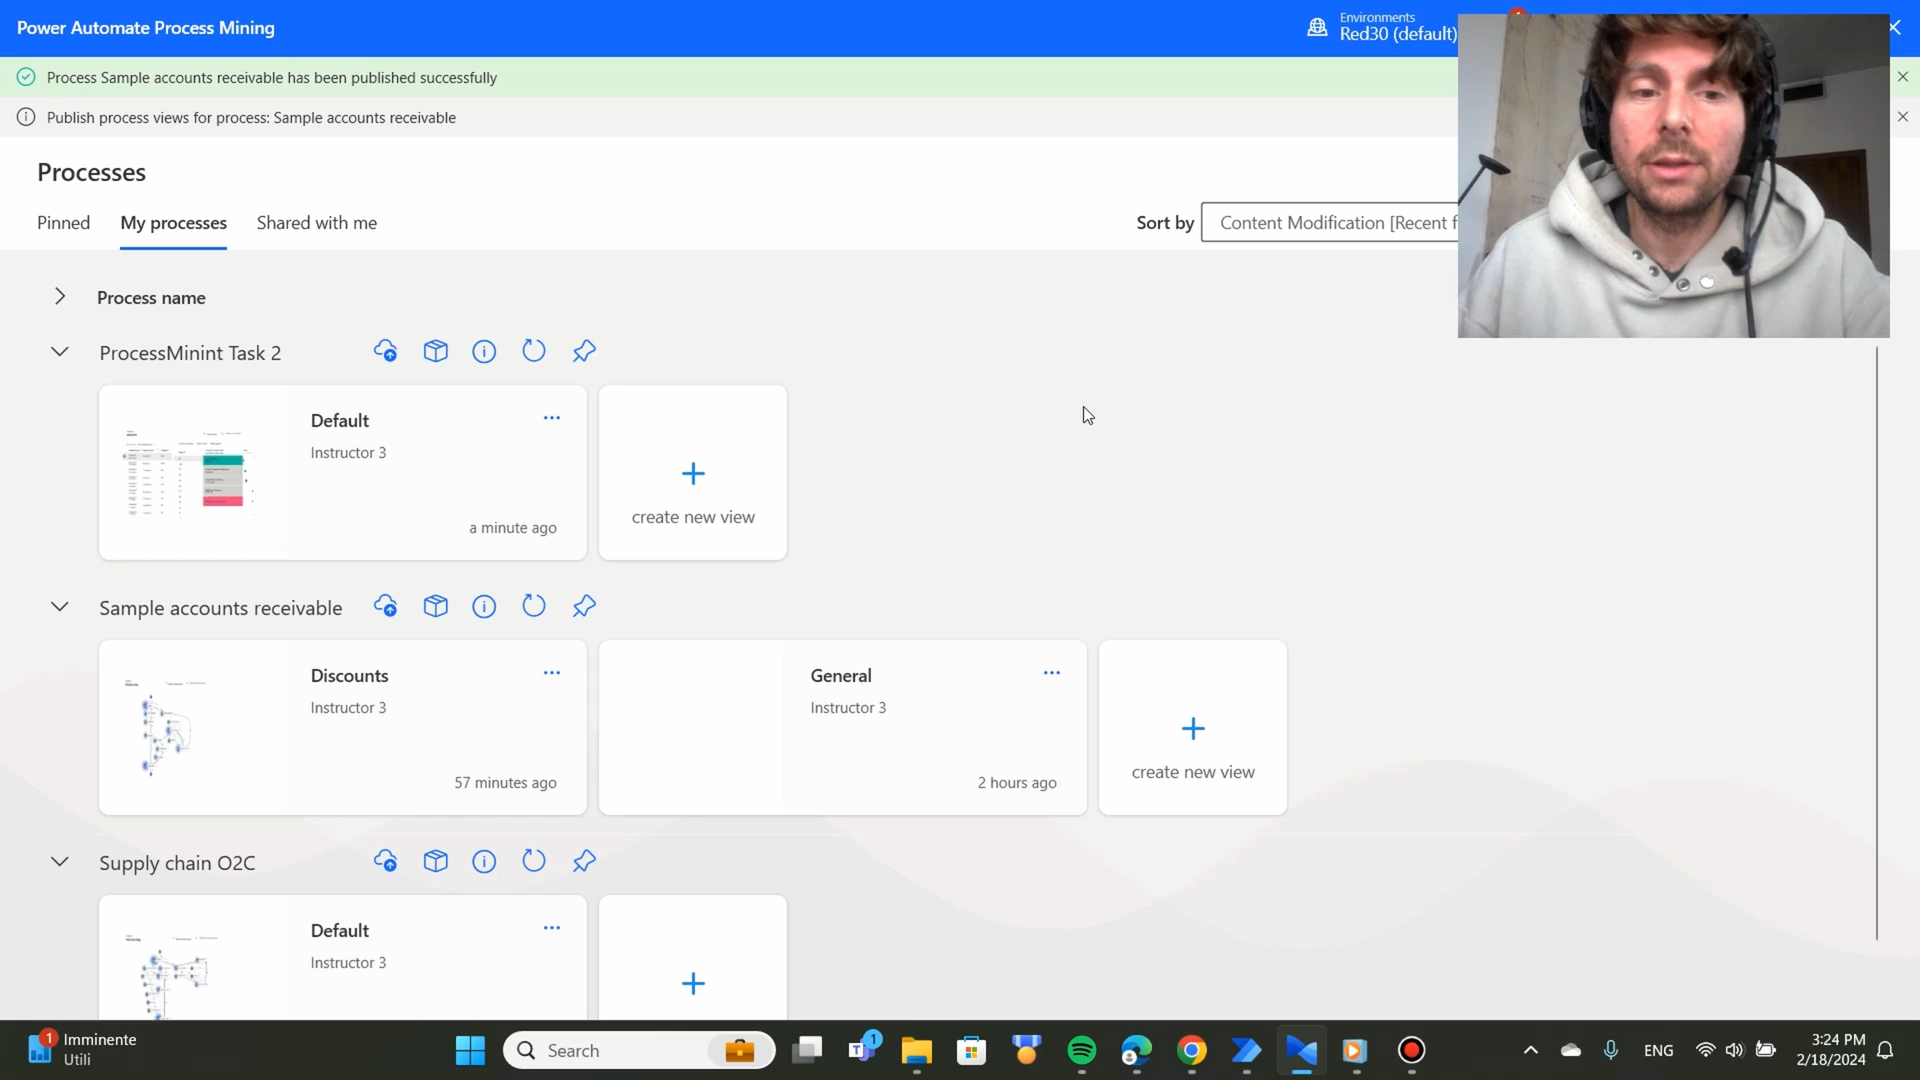 Power Automate Process Mining
Environments
Red30 (default)
Process Sample accounts receivable has been published successfully
Publish process views for process: Sample accounts receivable
Processes
Pinned
My processes
Shared with me
Sort by
Content Modification [Recent f
Process name
ProcessMinint Task 2
Default
Instructor 3
a minute ago
create new view
Sample accounts receivable
Discounts
Instructor 3
57 minutes ago
General
Instructor 3
2 hours ago
create new view
Supply chain O2C
Default
Instructor 3
1
Imminente
Utili
Search
1
ENG
3:24 PM
2/18/2024